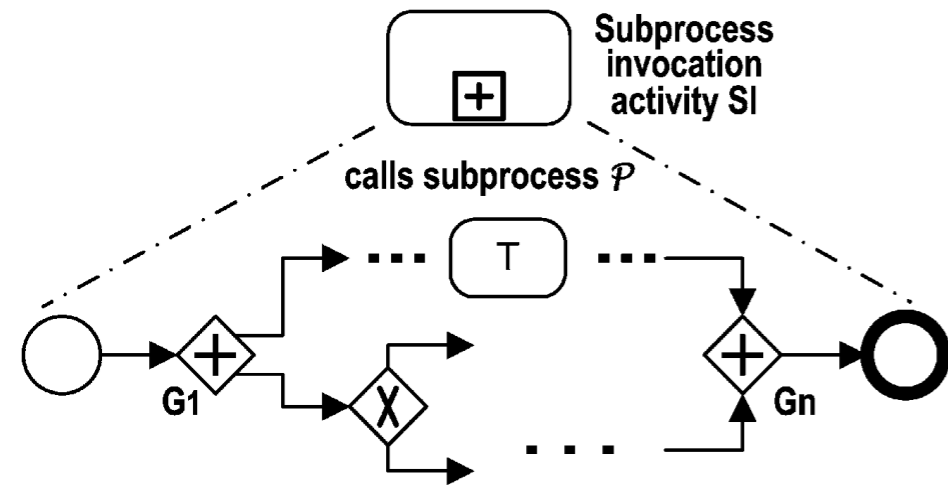 Subprocess
invocation
activity SI
calls subprocess 𝒫
T
G1
X
Gn